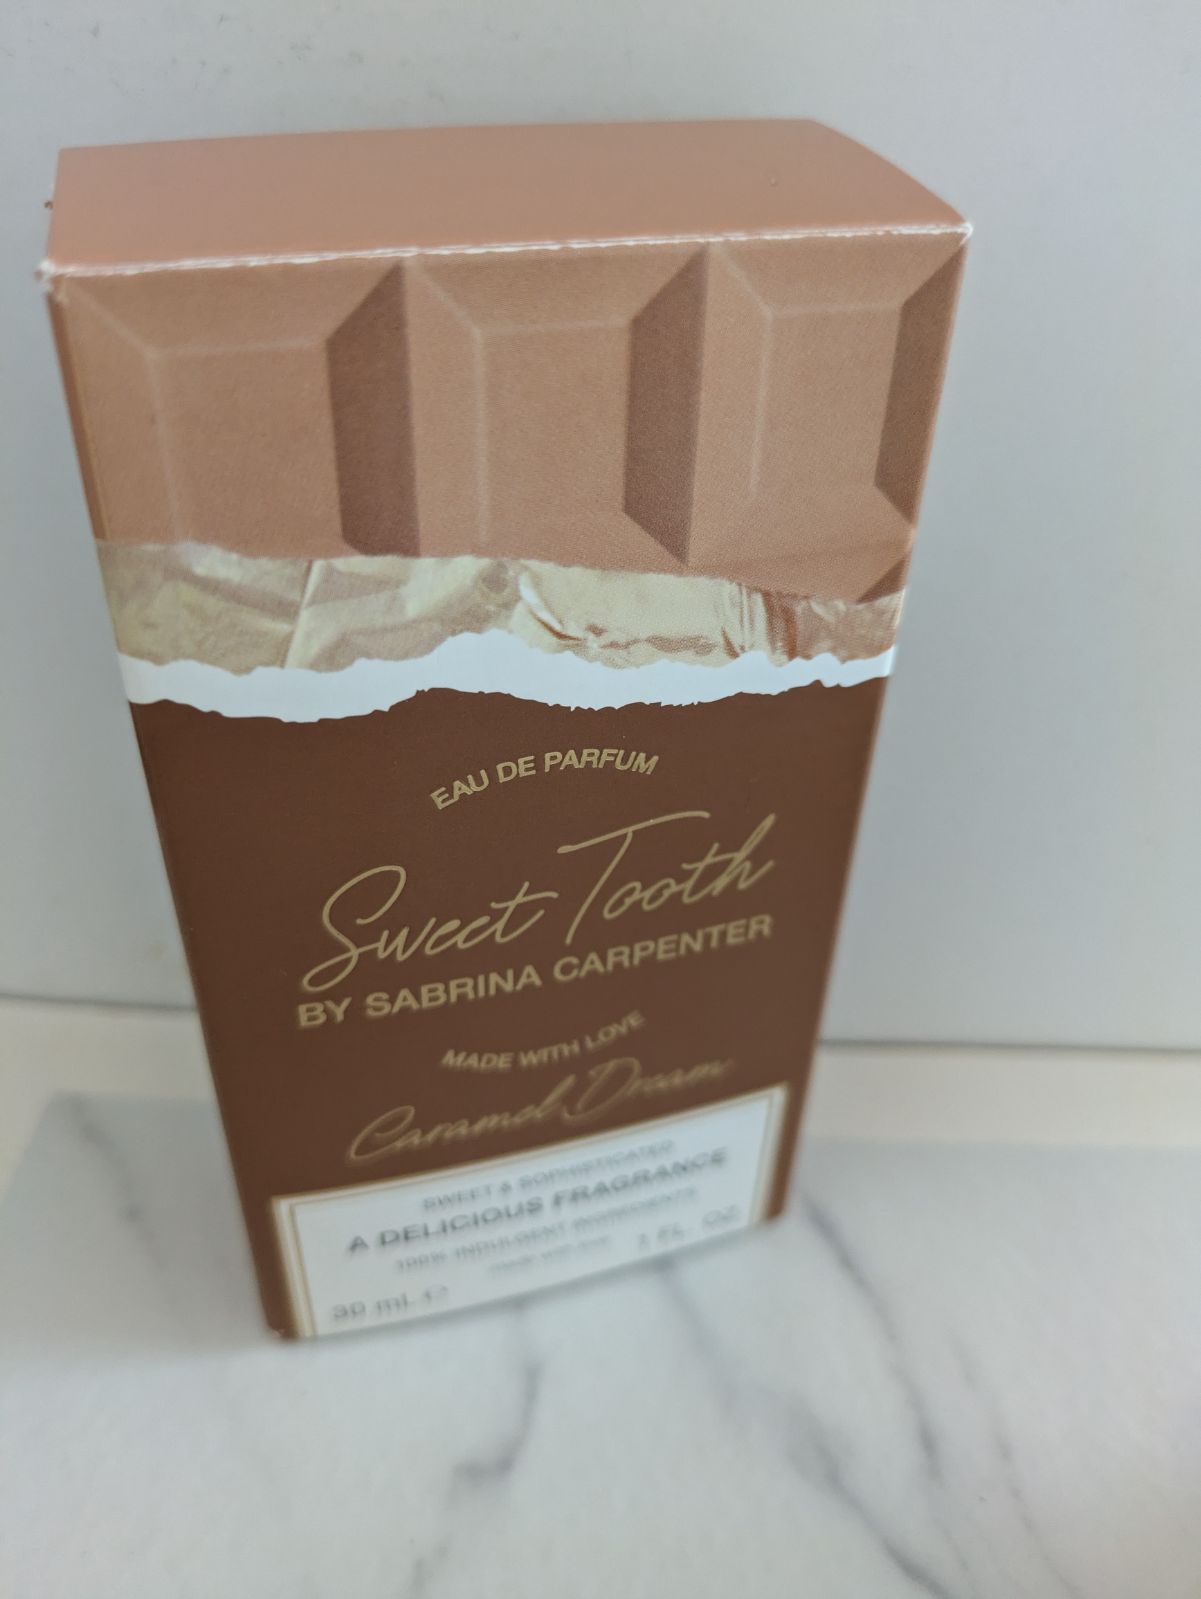 EAU DE PARFUM
Sweet Tooth
BY SABRINA CARPENTER
MADE WITH LOVE
Caramel Dream
SWEET & SOPHISTICATED
A DELICIOUS FRAGRANCE
100% INDULGENT INGREDIENTS
30 mL ℮ 1 FL OZ